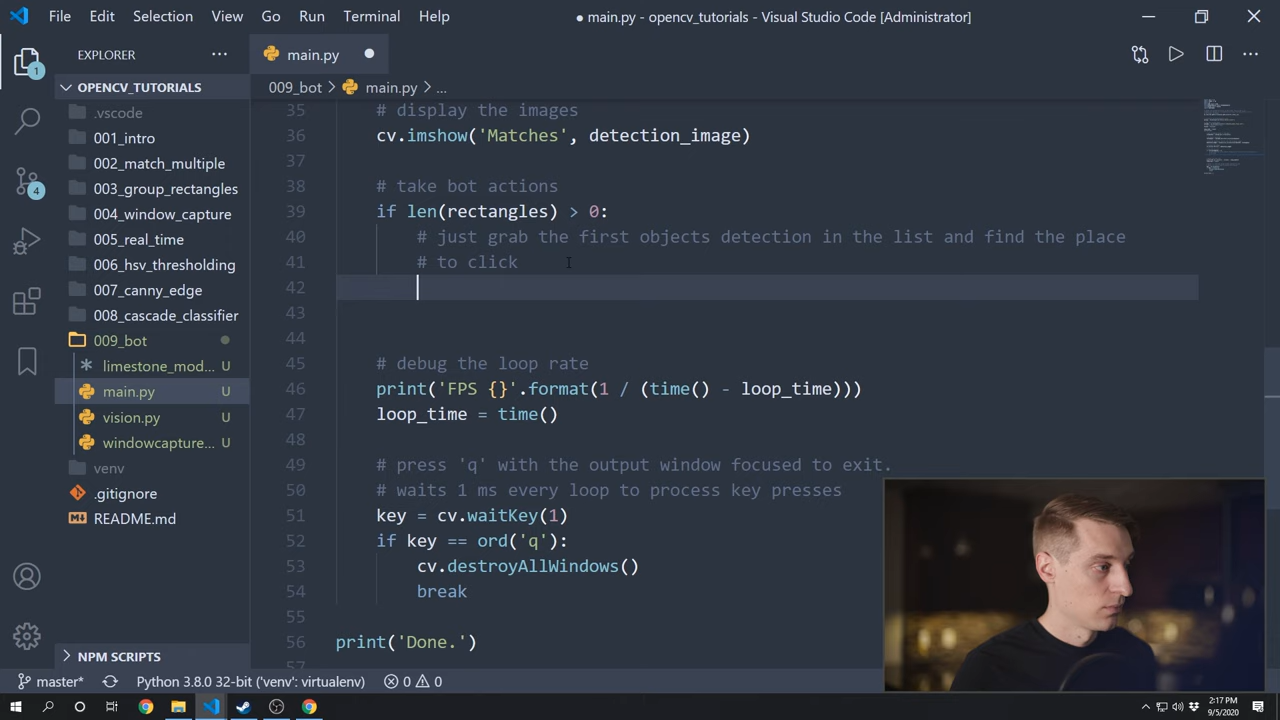 File Edit Selection View Go Run Terminal Help
● main.py - opencv_tutorials - Visual Studio Code [Administrator]
EXPLORER
main.py
OPENCV_TUTORIALS
009_bot > main.py > ...
.vscode
001_intro
002_match_multiple
003_group_rectangles
004_window_capture
005_real_time
006_hsv_thresholding
007_canny_edge
008_cascade_classifier
009_bot
limestone_mod... U
main.py U
vision.py U
windowcapture... U
venv
.gitignore
README.md
NPM SCRIPTS
1
4
35 # display the images
36 cv.imshow('Matches', detection_image)
37
38 # take bot actions
39 if len(rectangles) > 0:
40 # just grab the first objects detection in the list and find the place
41 # to click
42
43
44
45 # debug the loop rate
46 print('FPS {}'.format(1 / (time() - loop_time)))
47 loop_time = time()
48
49 # press 'q' with the output window focused to exit.
50 # waits 1 ms every loop to process key presses
51 key = cv.waitKey(1)
52 if key == ord('q'):
53 cv.destroyAllWindows()
54 break
55
56 print('Done.')
57
master* Python 3.8.0 32-bit ('venv': virtualenv) 0 0
2:17 PM
9/5/2020